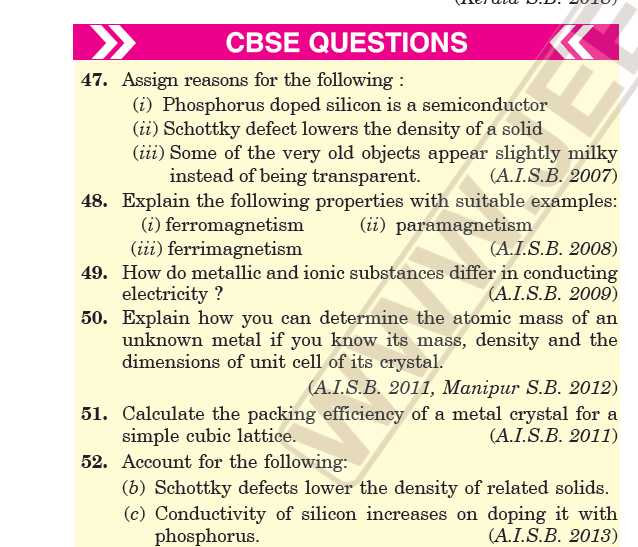 (Kerala S.B. 2013)
CBSE QUESTIONS
47. Assign reasons for the following :
(i) Phosphorus doped silicon is a semiconductor
(ii) Schottky defect lowers the density of a solid
(iii) Some of the very old objects appear slightly milky
instead of being transparent. (A.I.S.B. 2007)
48. Explain the following properties with suitable examples:
(i) ferromagnetism (ii) paramagnetism
(iii) ferrimagnetism (A.I.S.B. 2008)
49. How do metallic and ionic substances differ in conducting
electricity ? (A.I.S.B. 2009)
50. Explain how you can determine the atomic mass of an
unknown metal if you know its mass, density and the
dimensions of unit cell of its crystal.
(A.I.S.B. 2011, Manipur S.B. 2012)
51. Calculate the packing efficiency of a metal crystal for a
simple cubic lattice. (A.I.S.B. 2011)
52. Account for the following:
(b) Schottky defects lower the density of related solids.
(c) Conductivity of silicon increases on doping it with
phosphorus. (A.I.S.B. 2013)
WWW.JEE